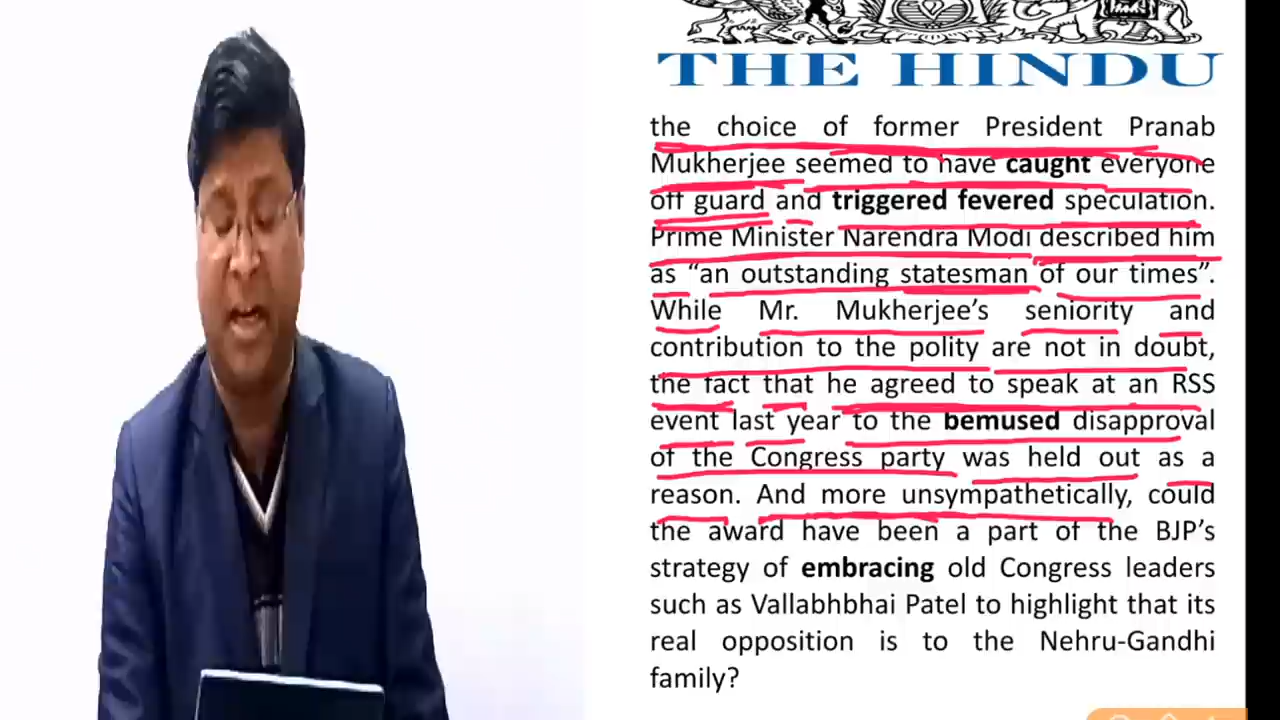 THE HINDU
the choice of former President Pranab
Mukherjee seemed to have caught everyone
off guard and triggered fevered speculation.
Prime Minister Narendra Modi described him
as “an outstanding statesman of our times”.
While Mr. Mukherjee’s seniority and
contribution to the polity are not in doubt,
the fact that he agreed to speak at an RSS
event last year to the bemused disapproval
of the Congress party was held out as a
reason. And more unsympathetically, could
the award have been a part of the BJP’s
strategy of embracing old Congress leaders
such as Vallabhbhai Patel to highlight that its
real opposition is to the Nehru-Gandhi
family?